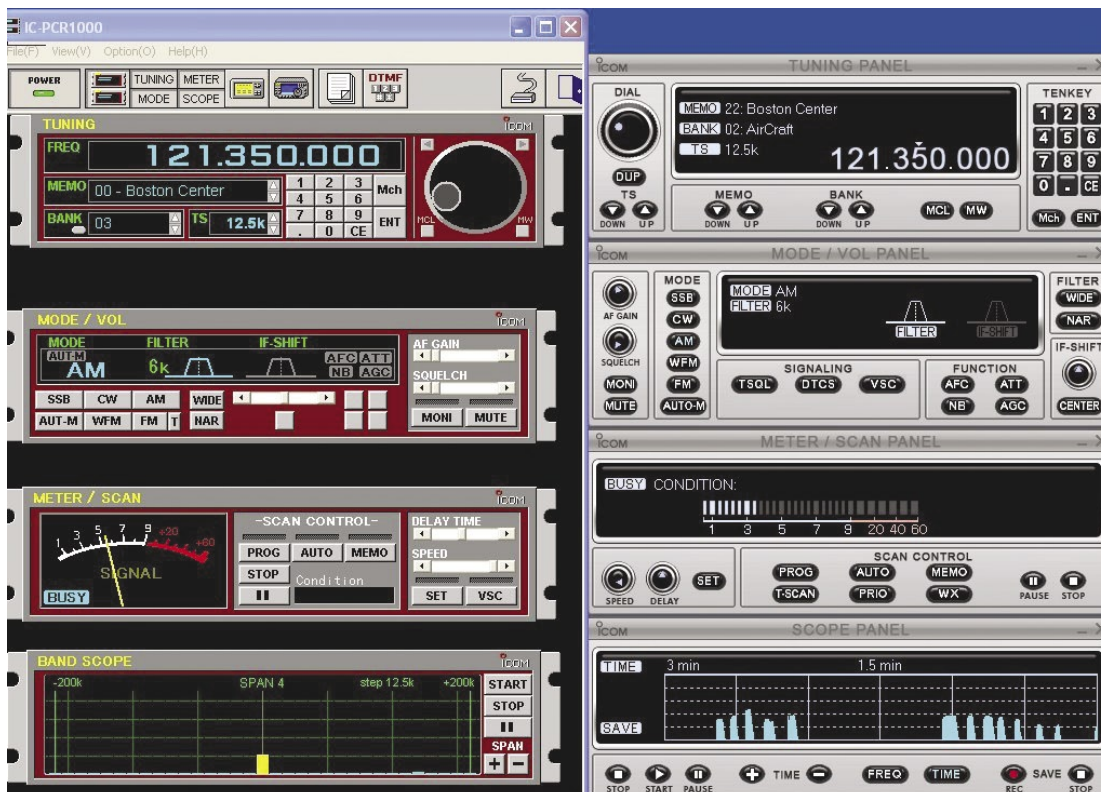 IC-PCR1000
File(F) View(V) Option(O) Help(H)
POWER
TUNING METER
MODE SCOPE
DTMF
TUNING
ICOM
FREQ 121.350.000
MEMO 00 - Boston Center
BANK 03
TS 12.5k
1 2 3 Mch
4 5 6
7 8 9 ENT
. 0 CE
MCL MW
MODE / VOL
ICOM
MODE FILTER IF-SHIFT
AUT-M
AM 6k
AFC ATT
NB AGC
SSB CW AM WIDE
AUT-M WFM FM T NAR
AF GAIN
SQUELCH
MONI MUTE
METER / SCAN
ICOM
1 3 5 7 9 +20 +60
SIGNAL
BUSY
-SCAN CONTROL-
PROG AUTO MEMO
STOP Condition
DELAY TIME
SPEED
SET VSC
BAND SCOPE
ICOM
-200k SPAN 4 step 12.5k +200k
START
STOP
SPAN
+ -
ICOM TUNING PANEL
DIAL
DUP
TS
DOWN UP
MEMO 22: Boston Center
BANK 02: AirCraft
TS 12.5k
121.350.000
MEMO BANK
DOWN UP DOWN UP
MCL MW
TENKEY
1 2 3
4 5 6
7 8 9
0 . CE
Mch ENT
ICOM MODE / VOL PANEL
AF GAIN
SQUELCH
MONI
MUTE
MODE
SSB
CW
AM
WFM
FM
AUTO-M
MODE AM
FILTER 6k
FILTER IF-SHIFT
SIGNALING
TSQL DTCS VSC
FUNCTION
AFC ATT
NB AGC
FILTER
WIDE
NAR
IF-SHIFT
CENTER
ICOM METER / SCAN PANEL
BUSY CONDITION:
1 3 5 7 9 20 40 60
SPEED DELAY
SET
SCAN CONTROL
PROG AUTO MEMO
T-SCAN PRIO WX
PAUSE STOP
ICOM SCOPE PANEL
TIME 3 min 1.5 min
SAVE
STOP START PAUSE
+ TIME -
FREQ TIME
REC SAVE STOP